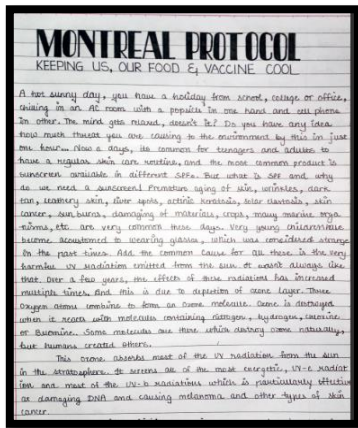 MONTREAL PROTOCOL
KEEPING US, OUR FOOD & VACCINE COOL
A hot sunny day, you have a holiday from school, college or office,
chilling in an AC room with a popsicle in one hand and cell phone
in other. The mind gets relaxed, doesn't it? Do you have any idea
how much threat you are causing to the environment by this in just
one hour... Now a days, its common for teenagers and adults to
have a regular skin care routine, and the most common product is
sunscreen available in different SPFs. But what is SPF and why
do we need a sunscreen? Premature aging of skin, wrinkles, dark
tan, leathery skin, liver spots, actinic keratosis, solar elastosis, skin
cancer, sun burns, damaging of materials, crops, many marine orga
nisms, etc are very common these days. Very young children have
become accustomed to wearing glasses, which was considered strange
in the past times. And the common cause for all these is the very
harmful UV radiation emitted from the sun. It wasn't always like
that. Over a few years, the effects of these radiations has increased
multiple times. And this is due to depletion of ozone layer. Three
oxygen atoms combine to form an ozone molecule. Ozone is destroyed
when it reacts with molecules containing nitrogen, hydrogen, chlorine
or Bromine. Some molecules are there which destroy ozone naturally,
but humans created others.
This ozone absorbs most of the UV radiation from the sun
in the stratosphere. It screens all of the most energetic, UV-c radiat
ion and most of the UV-b radiations which is particularly effective
at damaging DNA and causing melanoma and other types of skin
cancer.